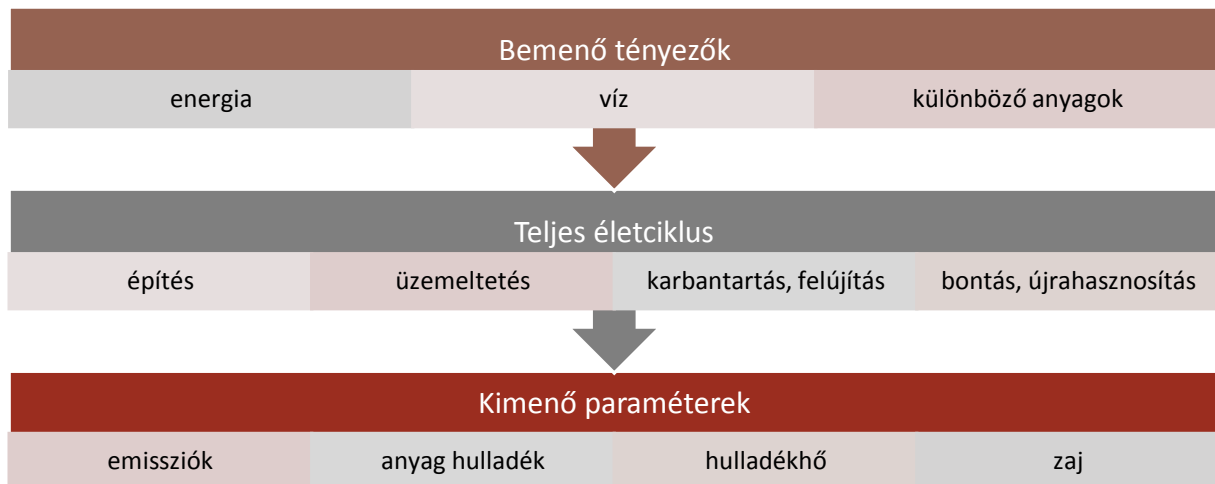 Bemenő tényezők
energia víz különböző anyagok
Teljes életciklus
építés üzemeltetés karbantartás, felújítás bontás, újrahasznosítás
Kimenő paraméterek
emissziók anyag hulladék hulladékhő zaj